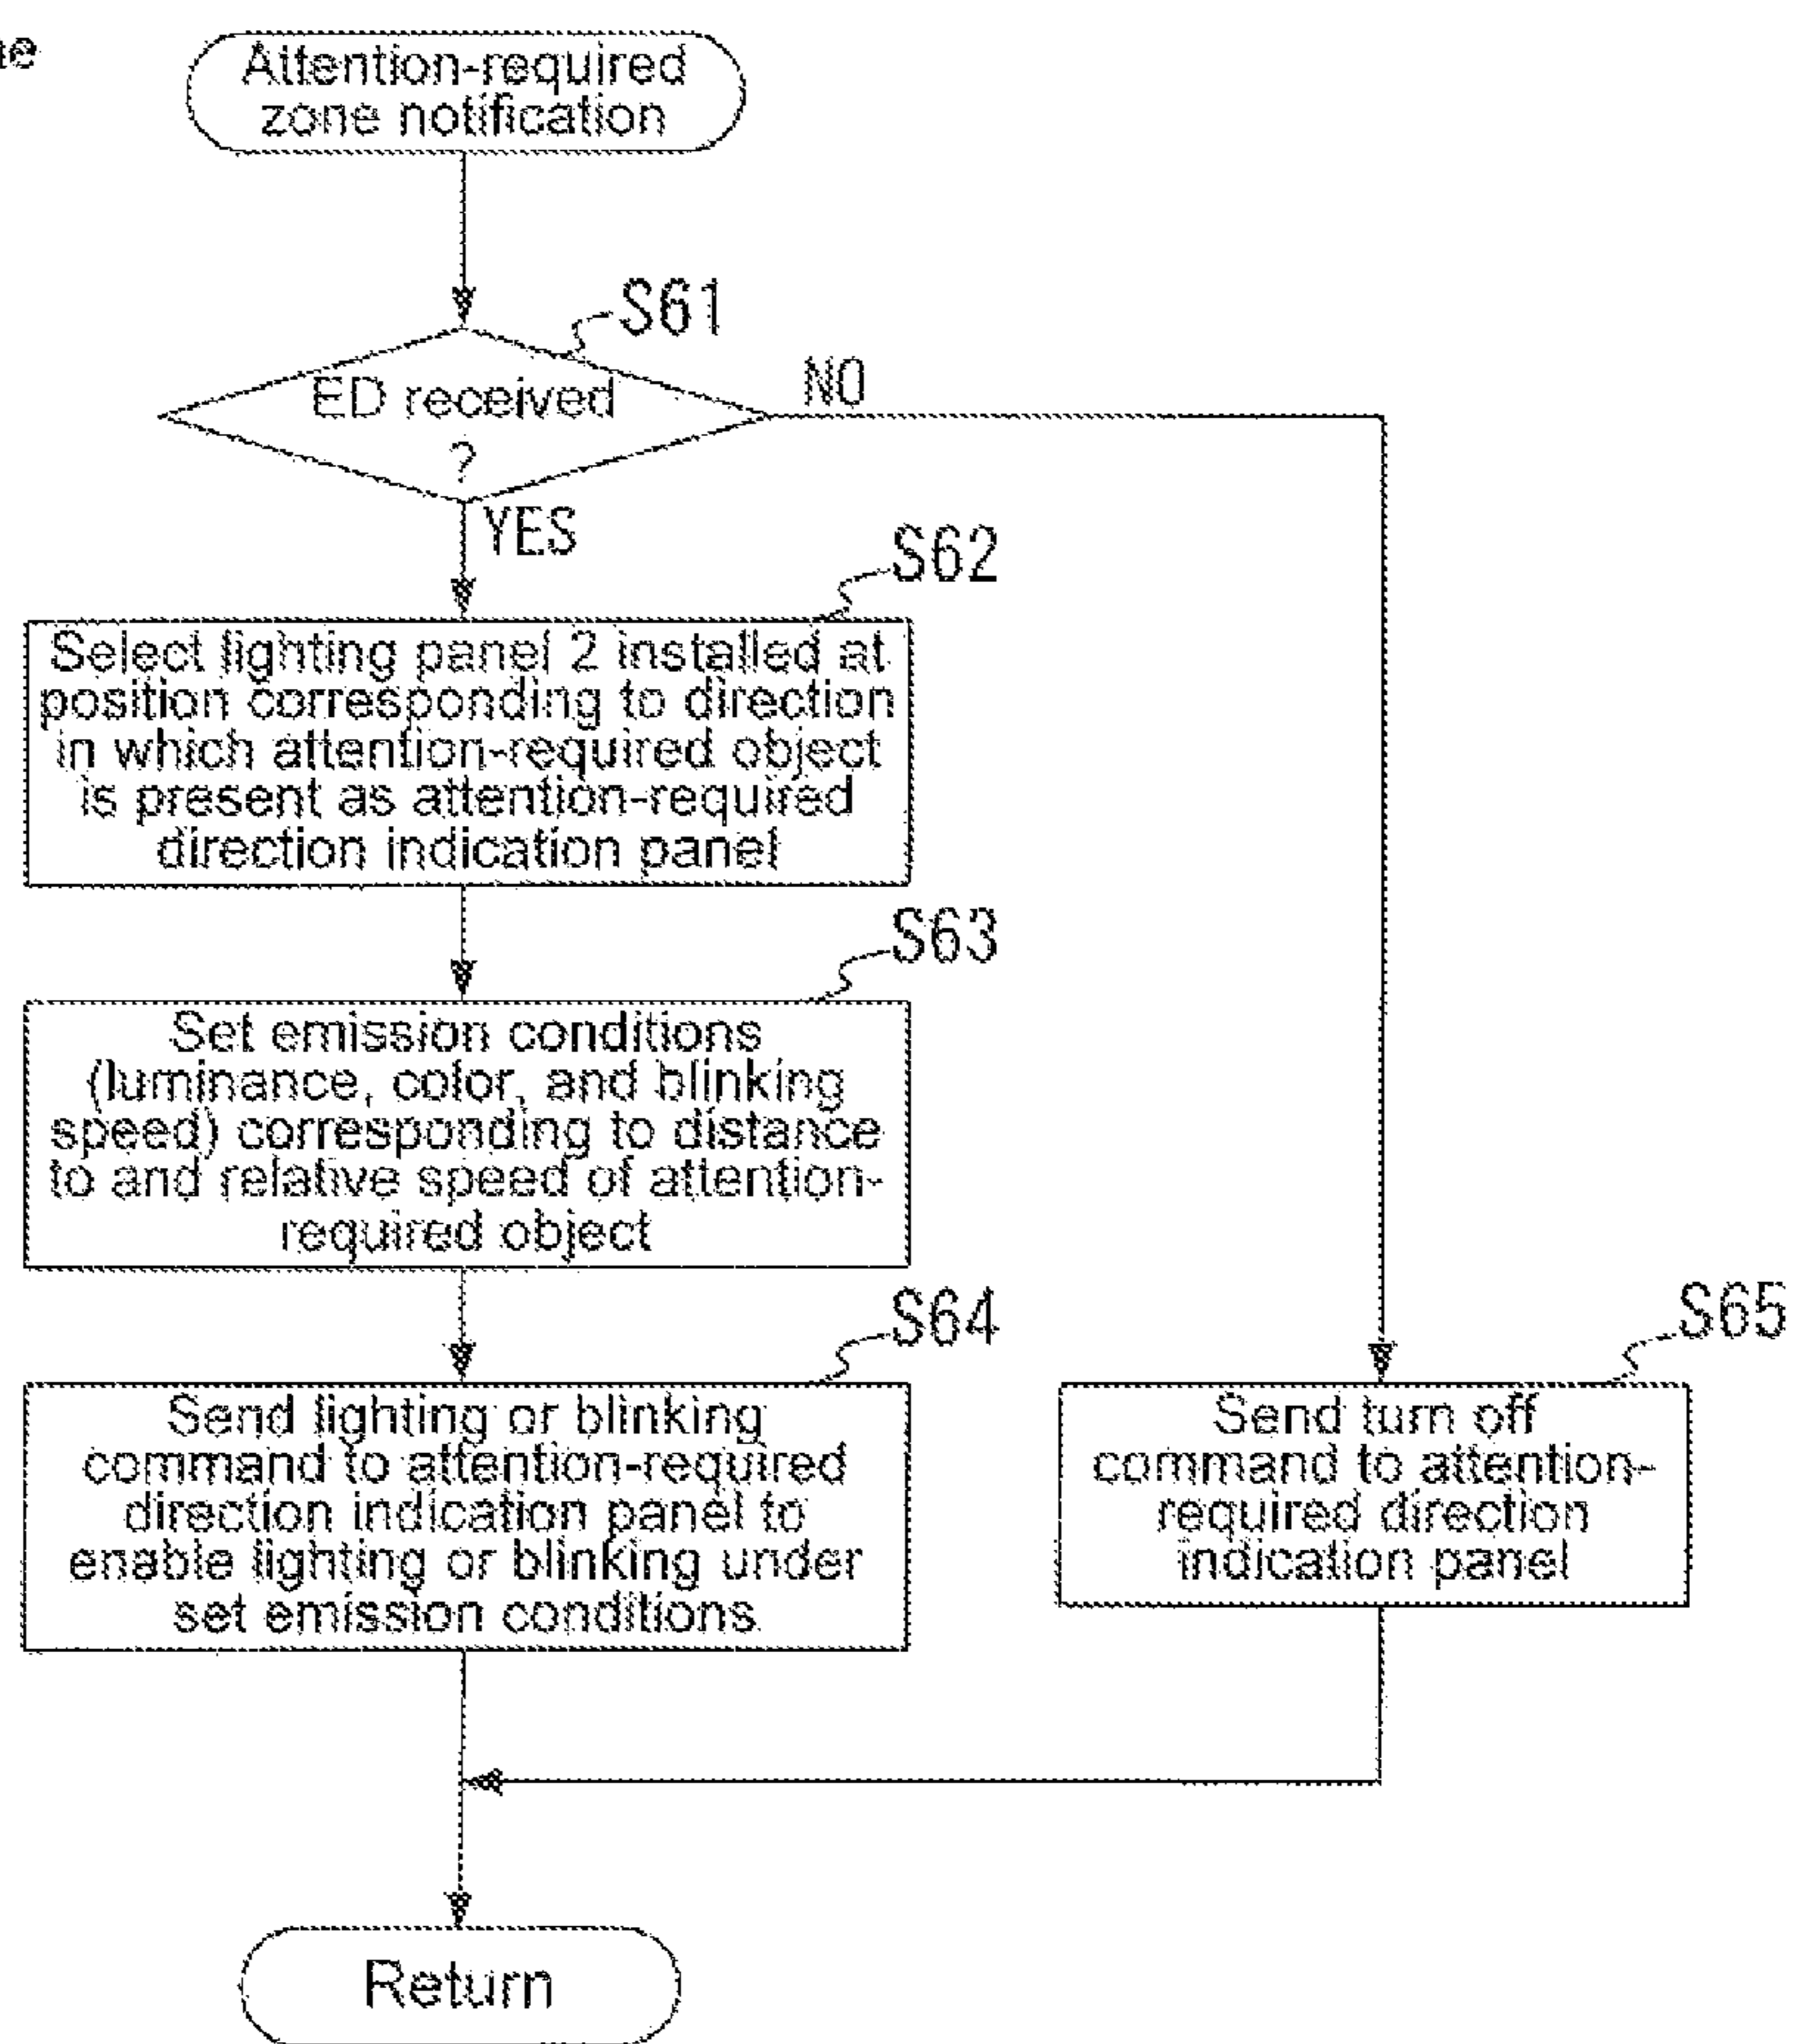 Attention-required
zone notification
S61
ED received
?
NO
YES
S62
Select lighting panel 2 installed at
position corresponding to direction
in which attention-required object
is present as attention-required
direction indication panel
S63
Set emission conditions
(luminance, color, and blinking
speed) corresponding to distance
to and relative speed of attention-
required object
S64
Send lighting or blinking
command to attention-required
direction indication panel to
enable lighting or blinking under
set emission conditions
S65
Send turn off
command to attention-
required direction
indication panel
Return